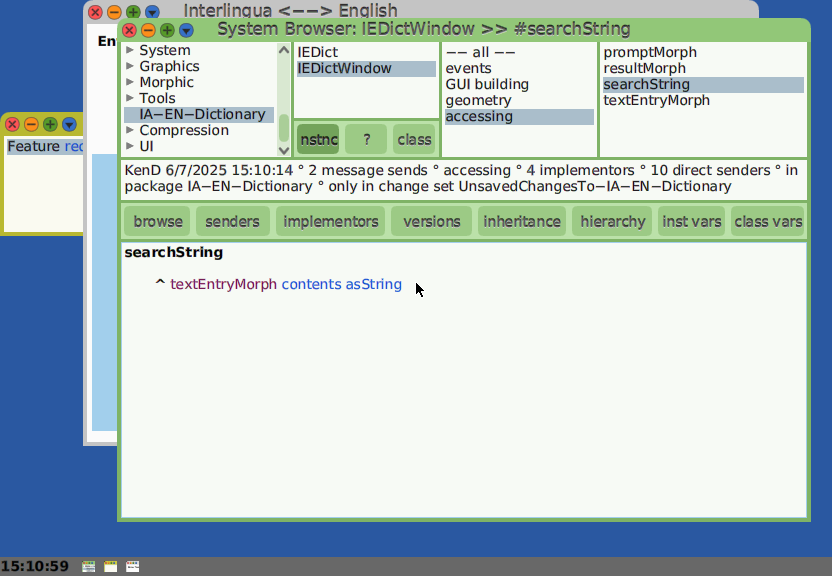 Interlingua <−−> English
System Browser: IEDictWindow >> #searchString
System
Graphics
Morphic
Tools
IA−EN−Dictionary
Compression
UI
IEDict
IEDictWindow
nstnc
?
class
−− all −−
events
GUI building
geometry
accessing
promptMorph
resultMorph
searchString
textEntryMorph
KenD 6/7/2025 15:10:14 ° 2 message sends ° accessing ° 4 implementors ° 10 direct senders ° in
package IA−EN−Dictionary ° only in change set UnsavedChangesTo−IA−EN−Dictionary
browse
senders
implementors
versions
inheritance
hierarchy
inst vars
class vars
searchString
^ textEntryMorph contents asString
Feature
15:10:59